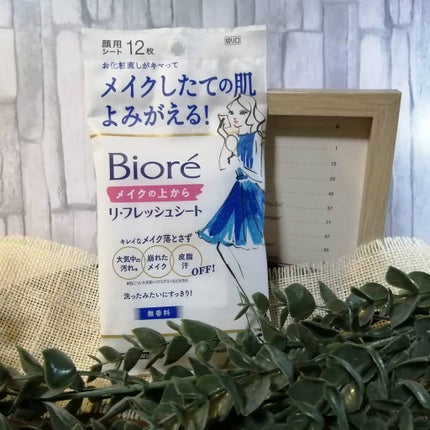 顔用
シート 12枚
お化粧直しがキマって
メイクしたての肌
よみがえる!
Bioré
メイクの上から
リ・フレッシュシート
キレイなメイク落とさず
大気中の
汚れ※
崩れた
メイク
皮脂
汗
OFF!
洗ったみたいにすっきり!
無香料